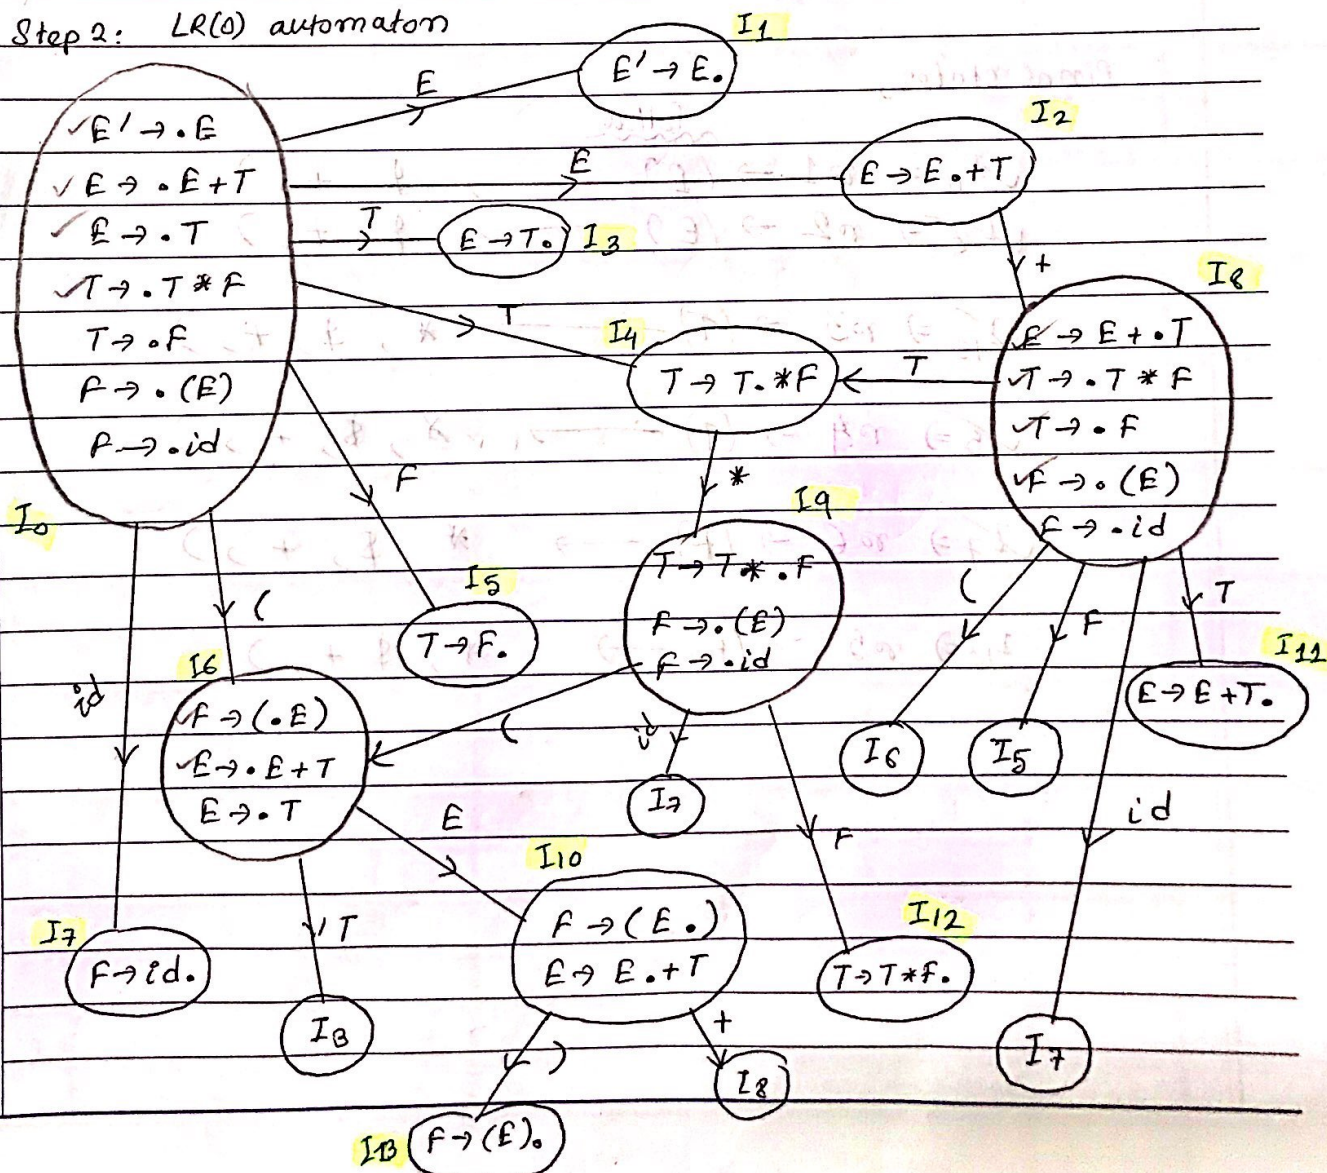 Step 2: LR(0) automaton
I1
E' → E.
E
I2
E → E.+T
E
✓E' → .E
✓E → .E+T
✓E → .T
✓T → .T*F
T → .F
F → .(E)
F → .id
I0
T
E → T. I3
+
I8
T
I4
T → T.*F
T
E → E+.T
✓T → .T*F
✓T → .F
✓F → .(E)
F → .id
F
*
I9
T → T*.F
F → .(E)
F → .id
(
F
T
I11
E → E+T.
I5
T → F.
(
id
I6
✓F → (.E)
✓E → .E+T
E → .T
(
id
I7
I6
I5
id
F
E
I10
F → (E.)
E → E.+T
I12
T → T*F.
T
I7
F → id.
)
+
I8
I7
I13
F → (E).